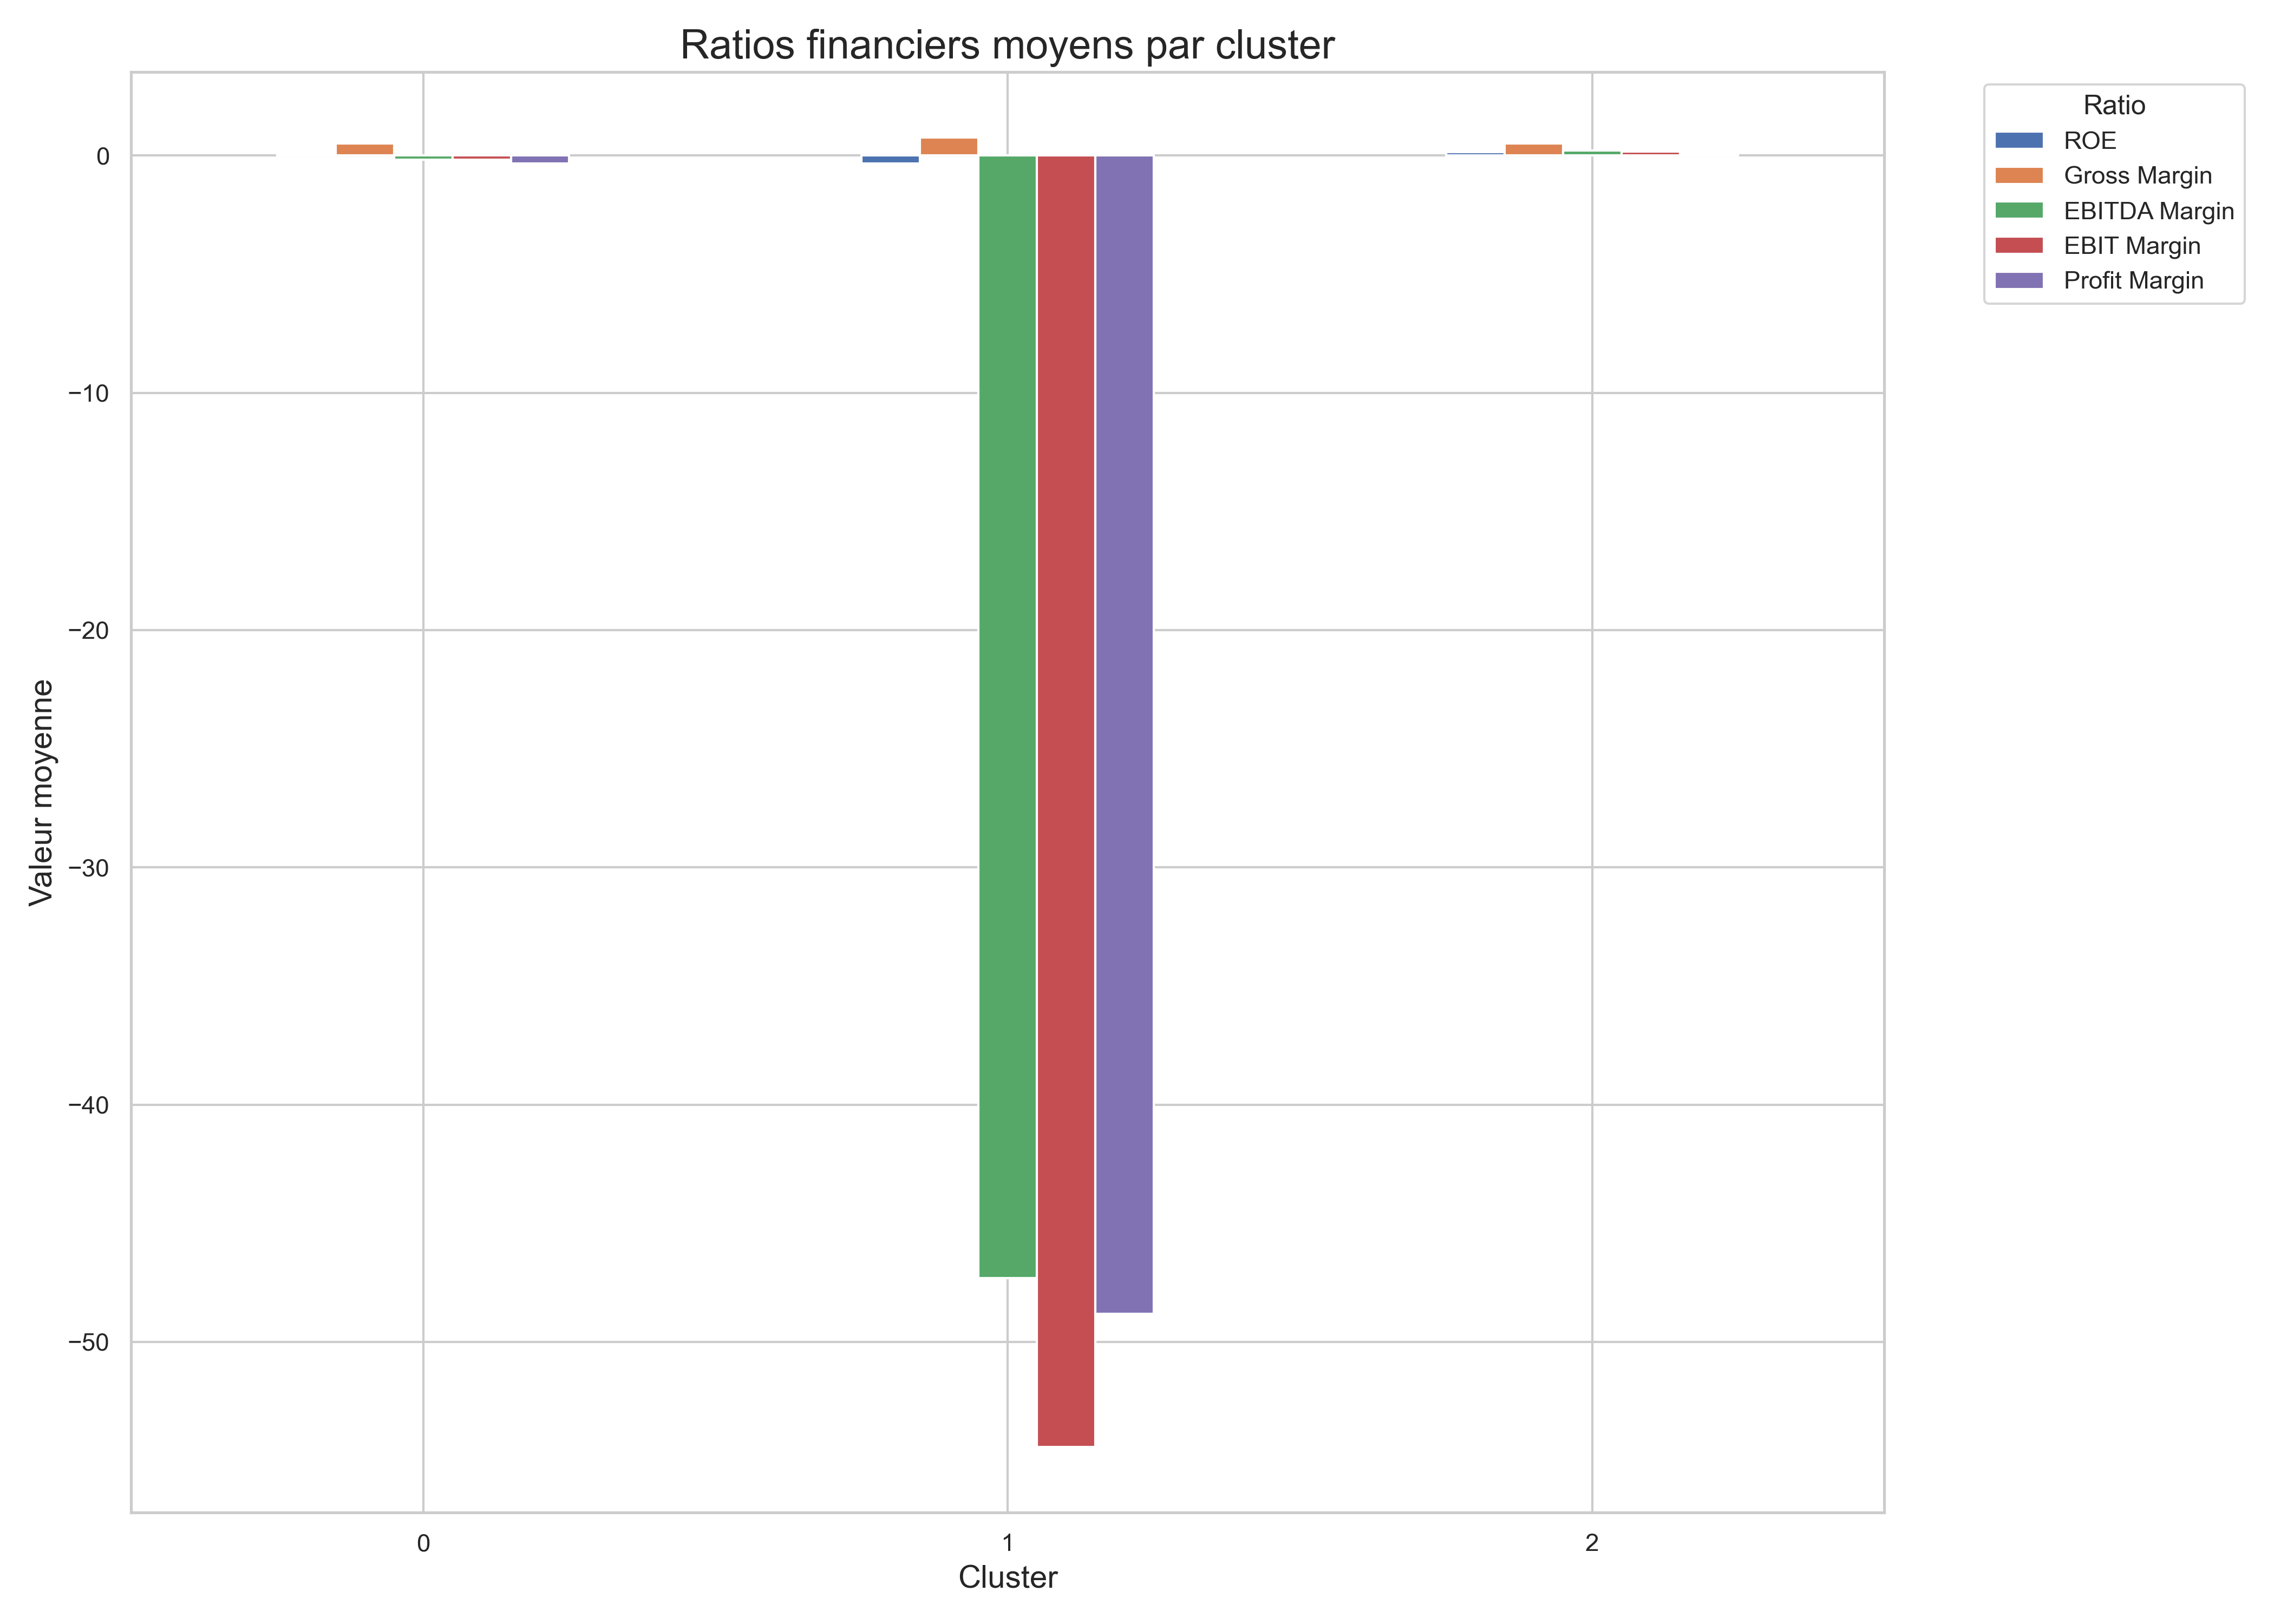 Ratios financiers moyens par cluster
Ratio
ROE
Gross Margin
EBITDA Margin
EBIT Margin
Profit Margin
Valeur moyenne
0
−10
−20
−30
−40
−50
0
1
2
Cluster